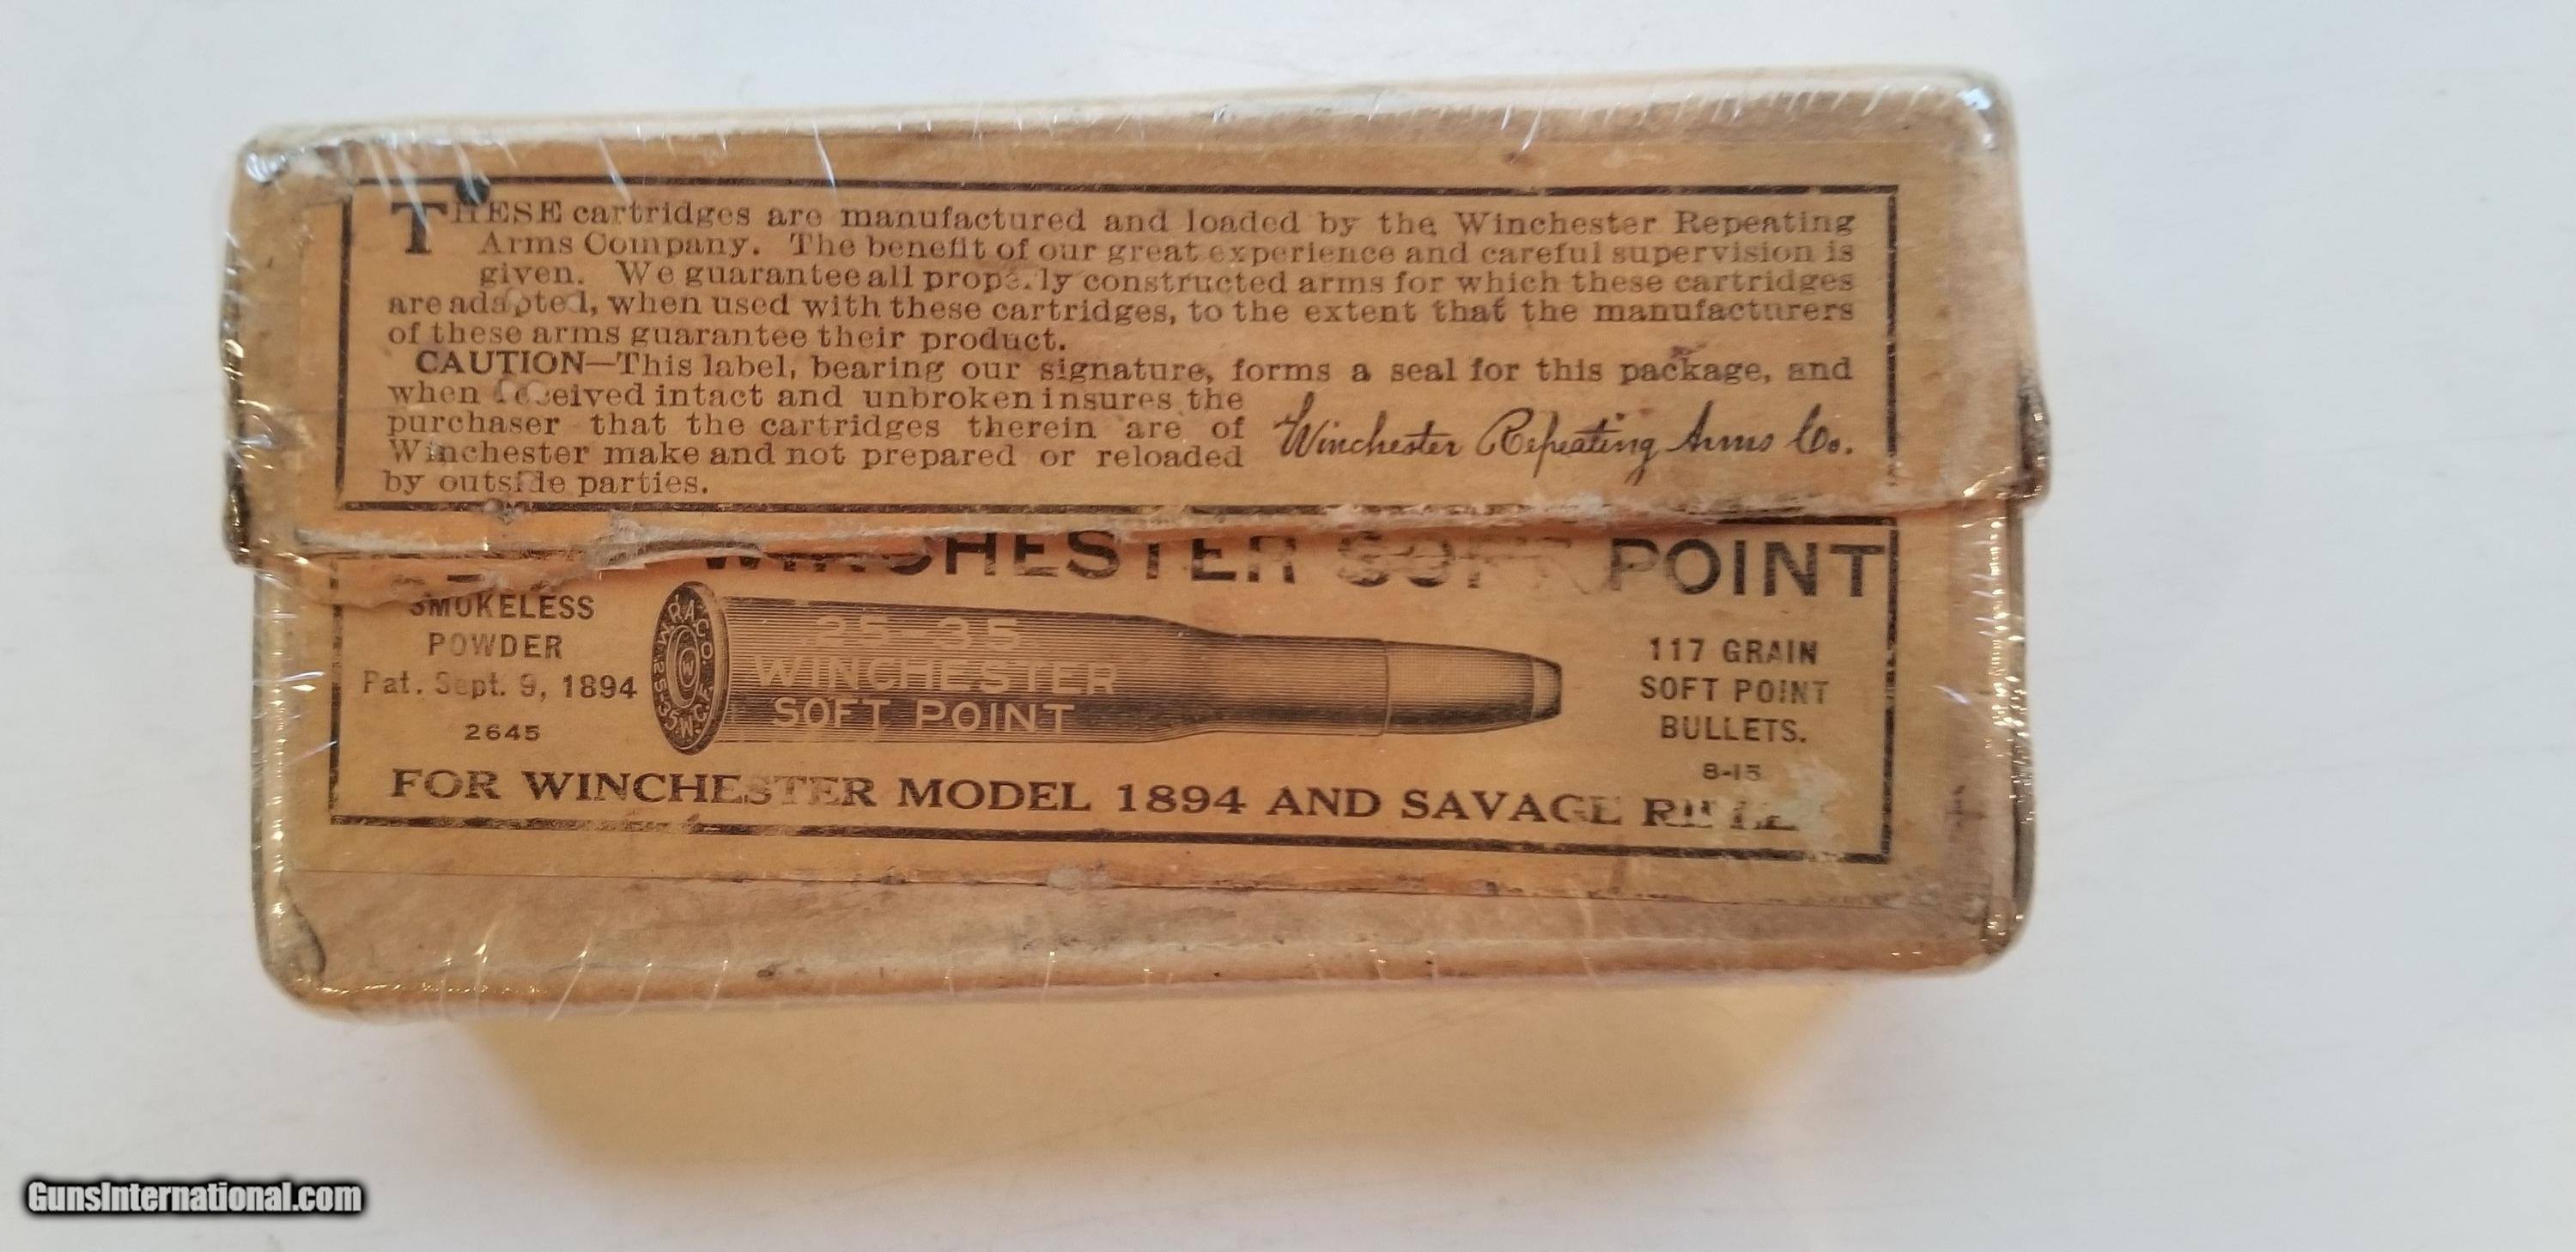 THESE cartridges are manufactured and loaded by the Winchester Repeating
Arms Company. The benefit of our great experience and careful supervision is
given. We guarantee all properly constructed arms for which these cartridges
are adapted, when used with these cartridges, to the extent that the manufacturers
of these arms guarantee their product.
CAUTION—This label, bearing our signature, forms a seal for this package, and
when received intact and unbroken insures the
purchaser that the cartridges therein are of
Winchester make and not prepared or reloaded
by outside parties.
Winchester Repeating Arms Co.
WINCHESTER SOFT POINT
SMOKELESS
POWDER
Pat. Sept. 9, 1894
2645
W.R.A.CO.
.25-35 W.C.F.
25-35
WINCHESTER
SOFT POINT
117 GRAIN
SOFT POINT
BULLETS.
8-15
FOR WINCHESTER MODEL 1894 AND SAVAGE
GunsInternational.com